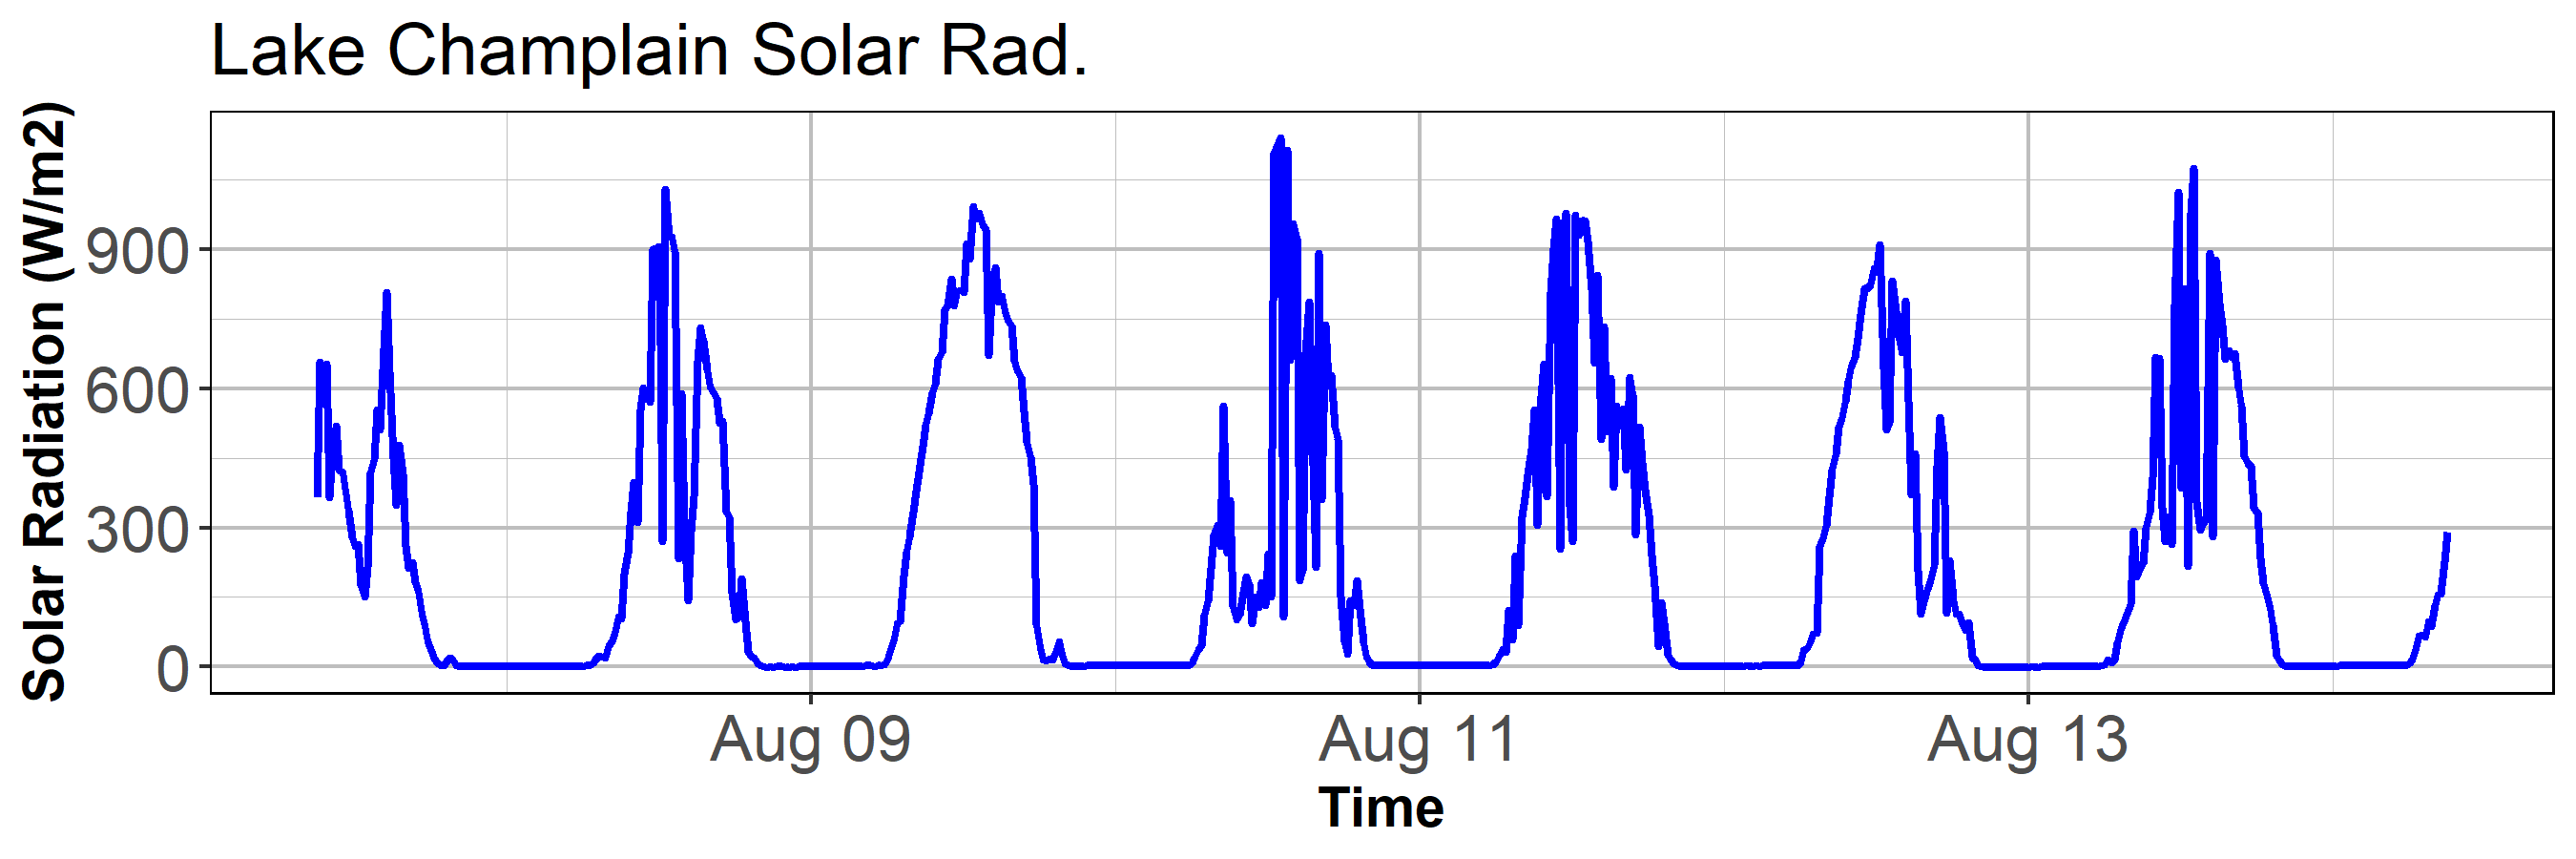 Lake Champlain Solar Rad.
Solar Radiation (W/m2)
900
600
300
0
Aug 09 Aug 11 Aug 13
Time